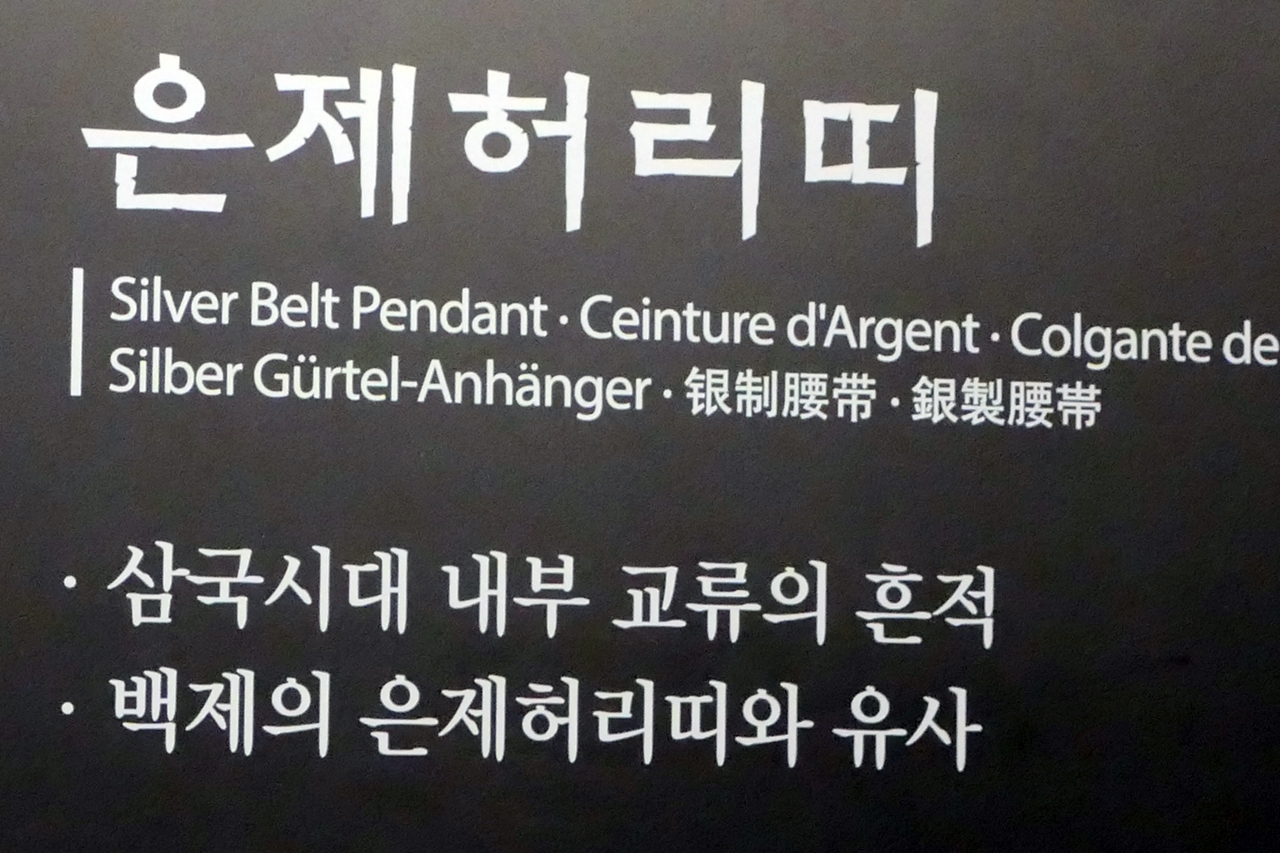 은제허리띠
Silver Belt Pendant · Ceinture d'Argent · Colgante de
Silber Gürtel-Anhänger · 银制腰带 · 銀製腰帯
· 삼국시대 내부 교류의 흔적
· 백제의 은제허리띠와 유사